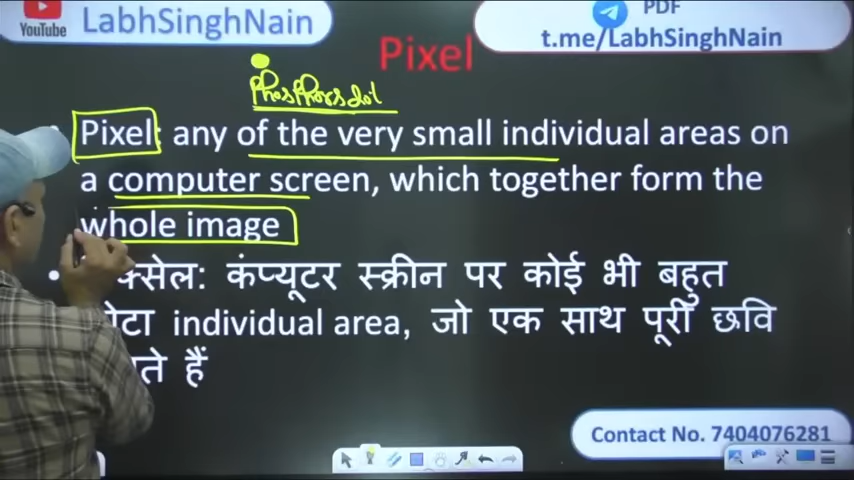 YouTube
LabhSinghNain
PDF
t.me/LabhSinghNain
Pixel
Phosphorsdot
Pixel: any of the very small individual areas on
a computer screen, which together form the
whole image
क्सेल: कंप्यूटर स्क्रीन पर कोई भी बहुत
individual area, जो एक साथ पूरी छवि
हैं
Contact No. 7404076281